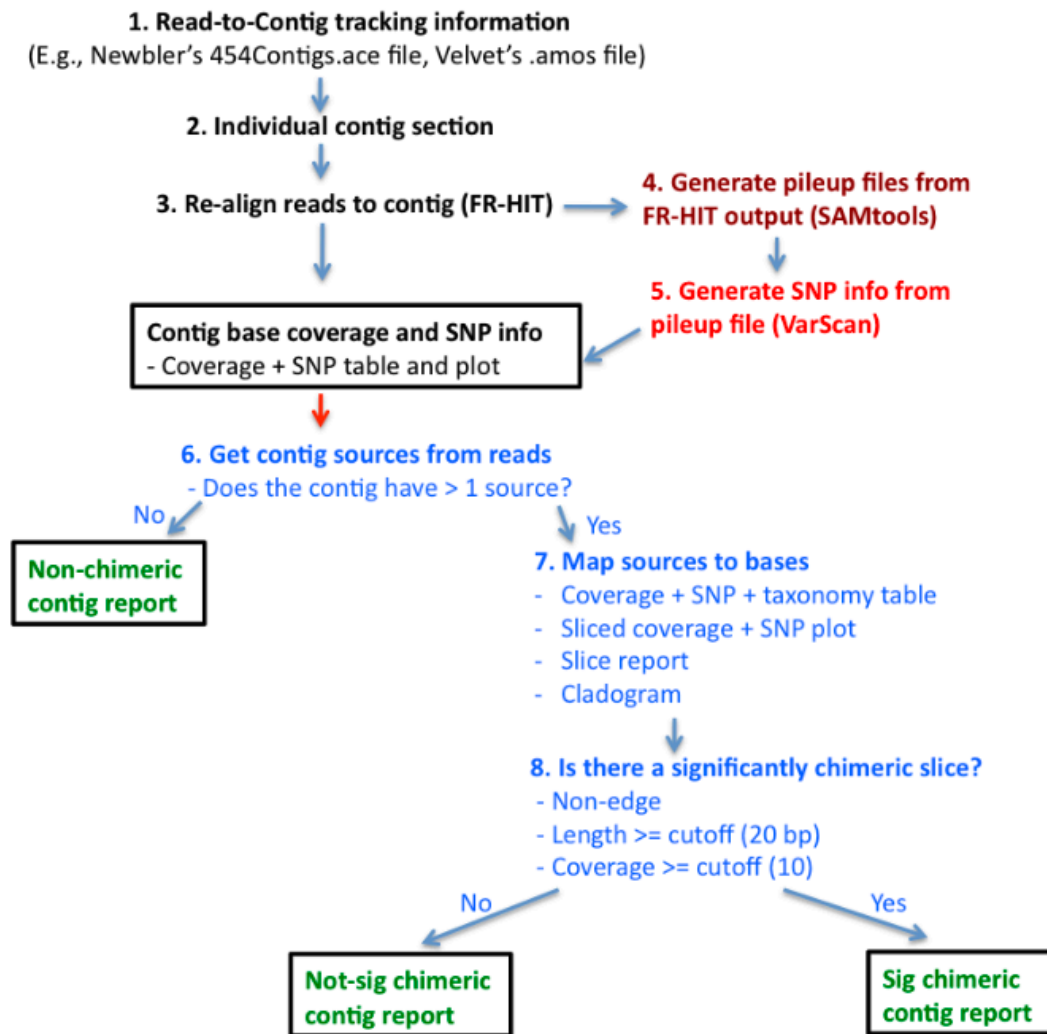 1. Read-to-Contig tracking information
(E.g., Newbler's 454Contigs.ace file, Velvet's .amos file)
2. Individual contig section
3. Re-align reads to contig (FR-HIT)
4. Generate pileup files from
FR-HIT output (SAMtools)
5. Generate SNP info from
pileup file (VarScan)
Contig base coverage and SNP info
- Coverage + SNP table and plot
6. Get contig sources from reads
- Does the contig have > 1 source?
No
Yes
Non-chimeric
contig report
7. Map sources to bases
- Coverage + SNP + taxonomy table
- Sliced coverage + SNP plot
- Slice report
- Cladogram
8. Is there a significantly chimeric slice?
- Non-edge
- Length >= cutoff (20 bp)
- Coverage >= cutoff (10)
No
Yes
Not-sig chimeric
contig report
Sig chimeric
contig report